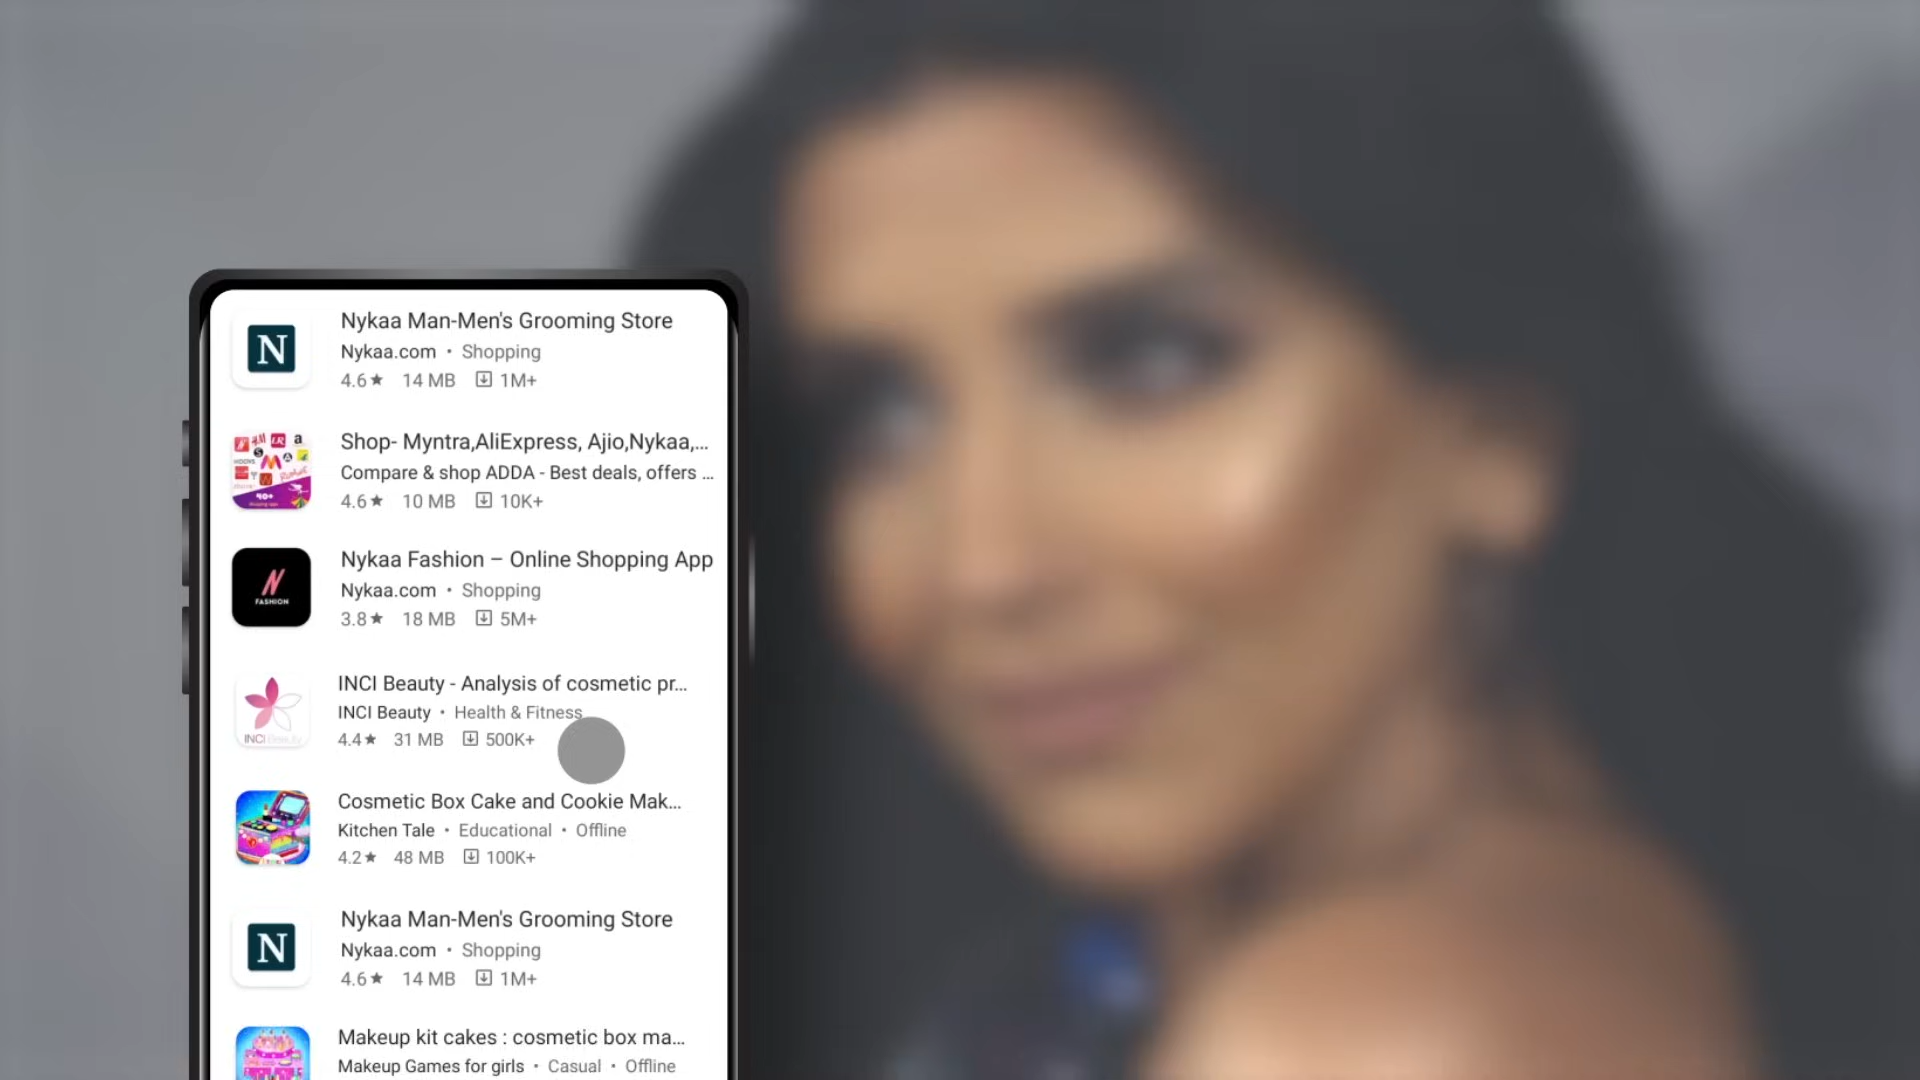 N
Nykaa Man-Men's Grooming Store
Nykaa.com • Shopping
4.6★ 14 MB 1M+
40+
Shop- Myntra,AliExpress, Ajio,Nykaa,...
Compare & shop ADDA - Best deals, offers ...
4.6★ 10 MB 10K+
N
FASHION
Nykaa Fashion – Online Shopping App
Nykaa.com • Shopping
3.8★ 18 MB 5M+
INCI Beauty
INCI Beauty - Analysis of cosmetic pr...
INCI Beauty • Health & Fitness
4.4★ 31 MB 500K+
Cosmetic Box Cake and Cookie Mak...
Kitchen Tale • Educational • Offline
4.2★ 48 MB 100K+
N
Nykaa Man-Men's Grooming Store
Nykaa.com • Shopping
4.6★ 14 MB 1M+
Makeup kit cakes : cosmetic box ma...
Makeup Games for girls • Casual • Offline